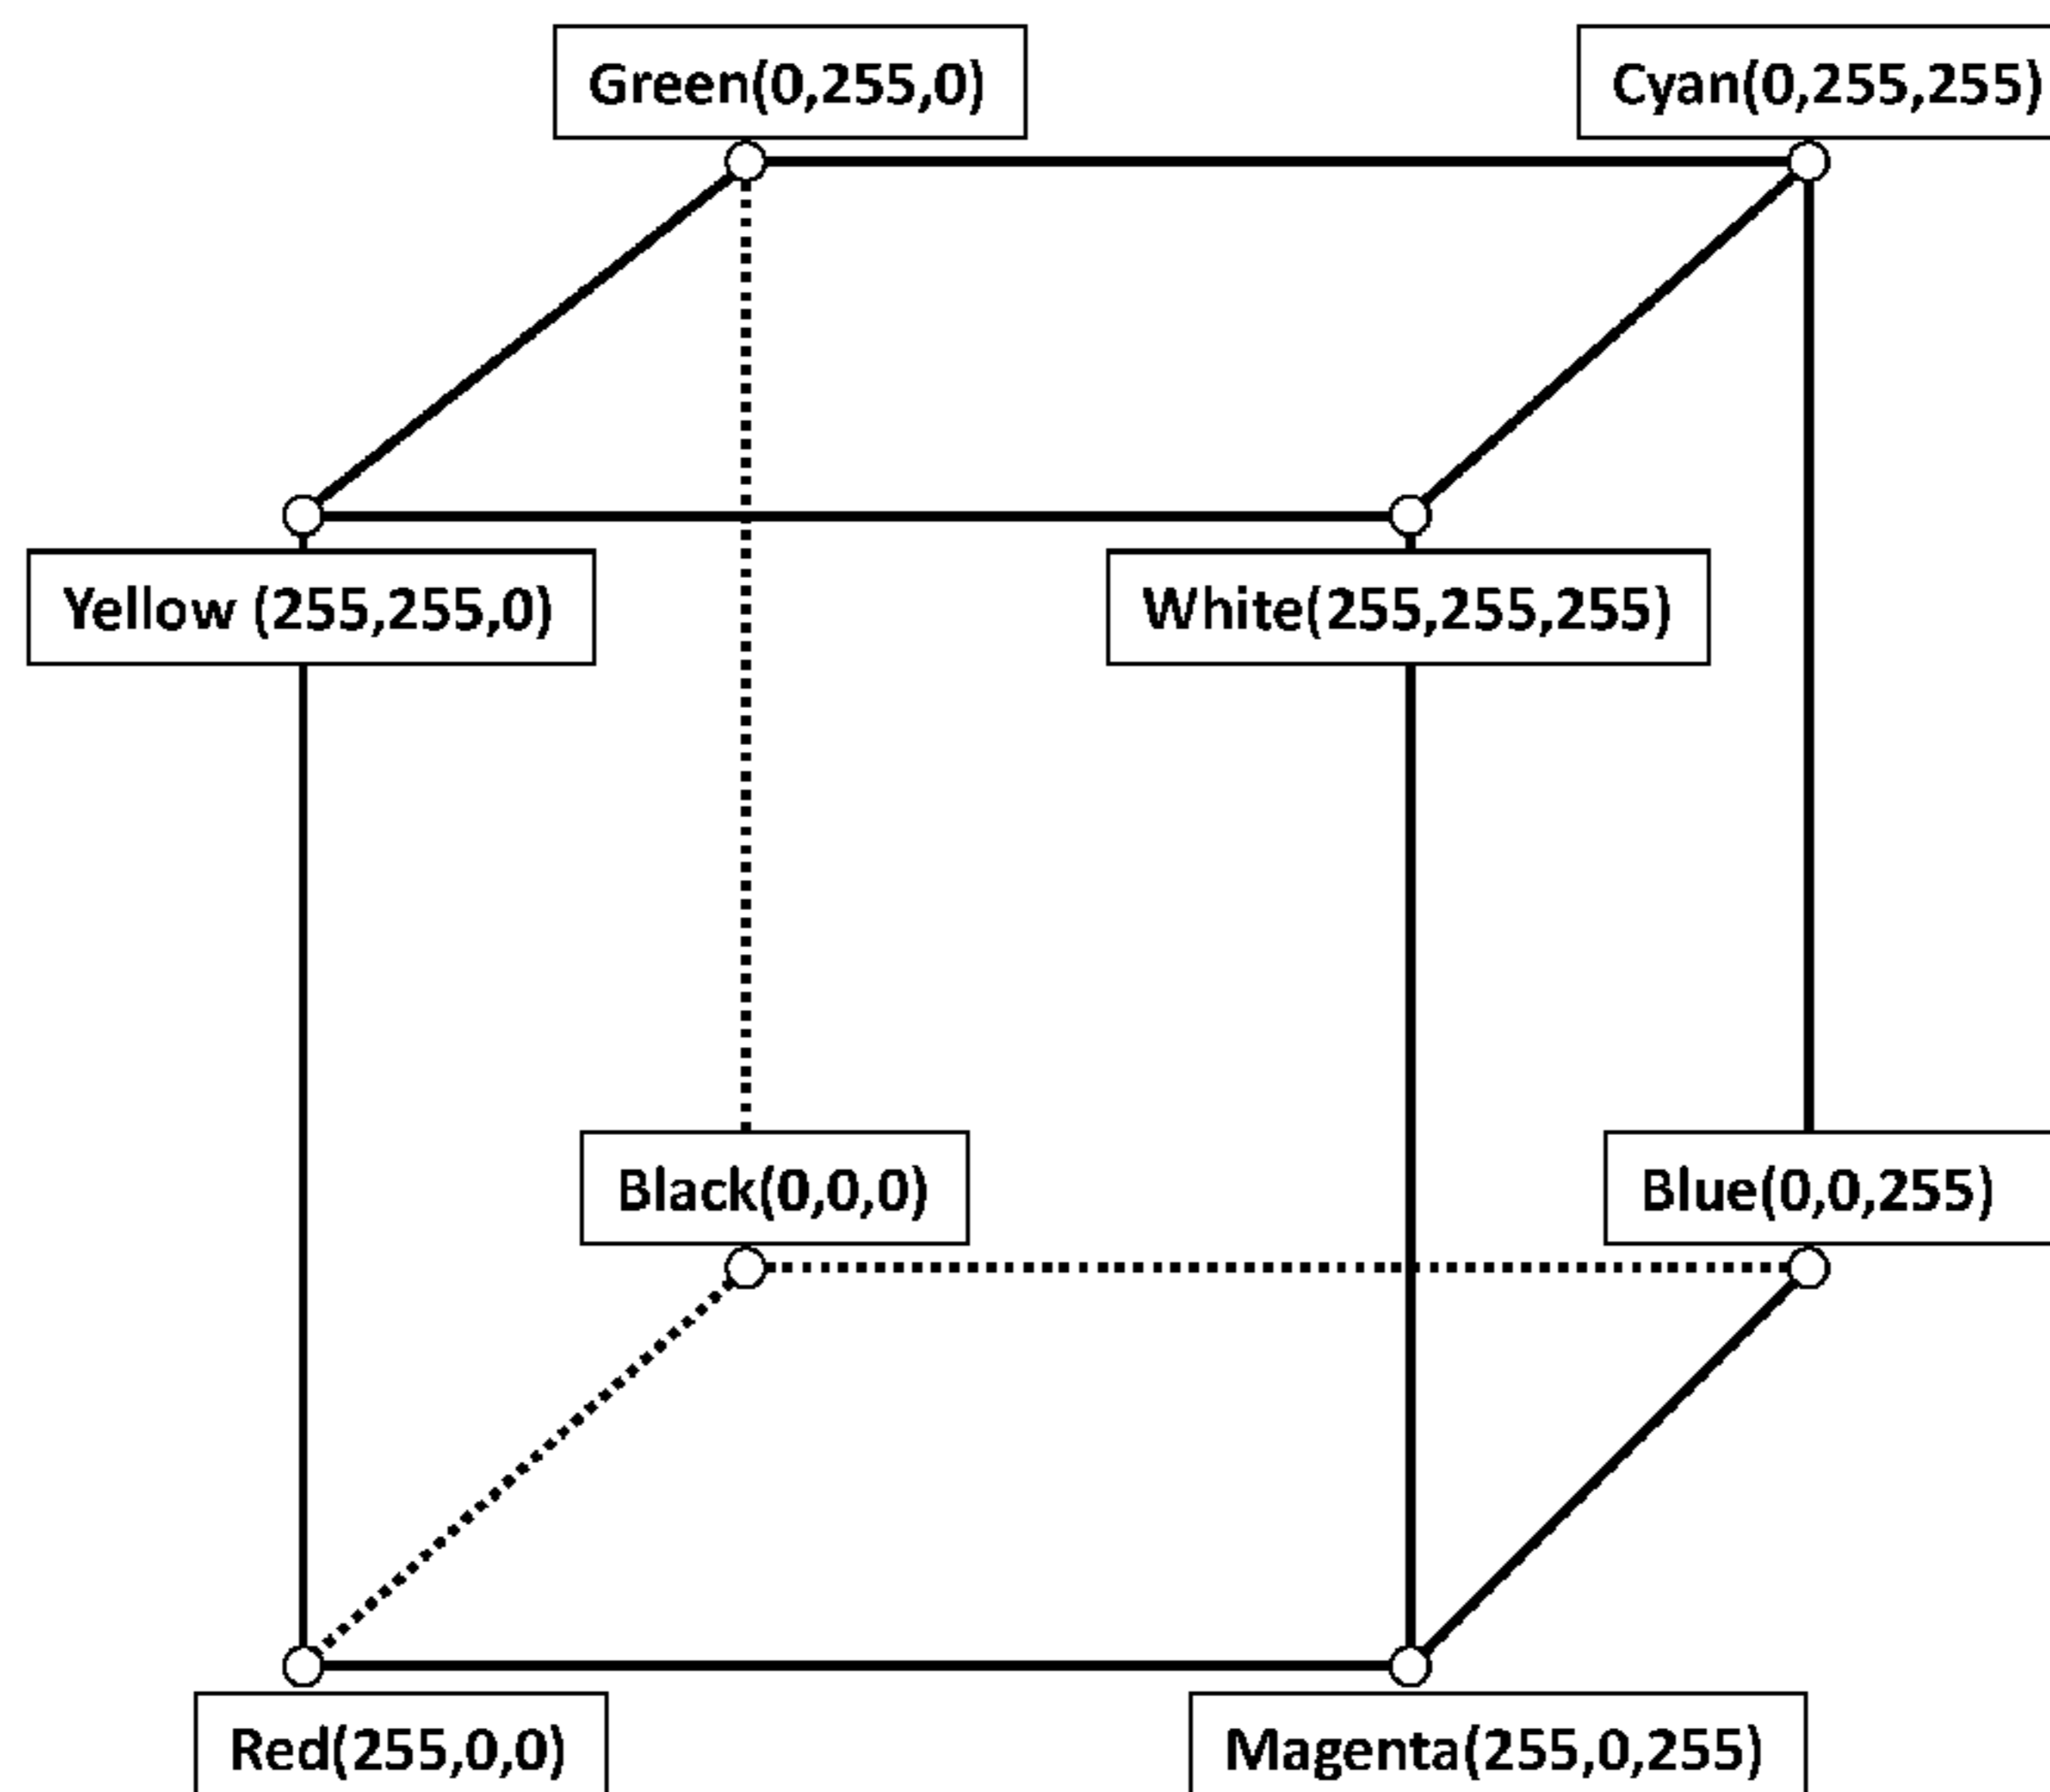 Green(0,255,0)
Cyan(0,255,255)
Yellow (255,255,0)
White(255,255,255)
Black(0,0,0)
Blue(0,0,255)
Red(255,0,0)
Magenta(255,0,255)